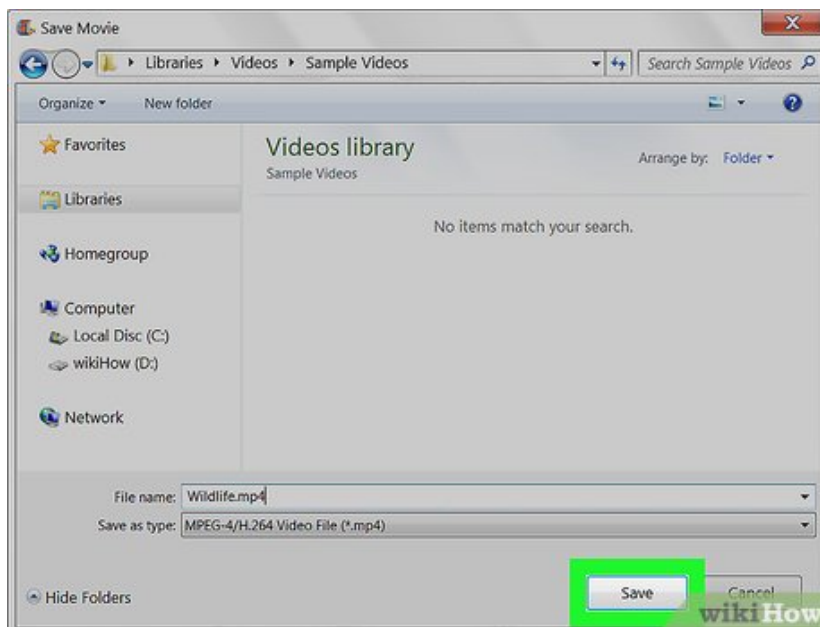 Save Movie
Libraries Videos Sample Videos Search Sample Videos
Organize New folder
Favorites
Libraries
Homegroup
Computer
Local Disc (C:)
wikiHow (D:)
Network
Videos library
Sample Videos
Arrange by: Folder
No items match your search.
File name: Wildlife.mp4
Save as type: MPEG-4/H.264 Video File (*.mp4)
Hide Folders
Save Cancel
wikiHow